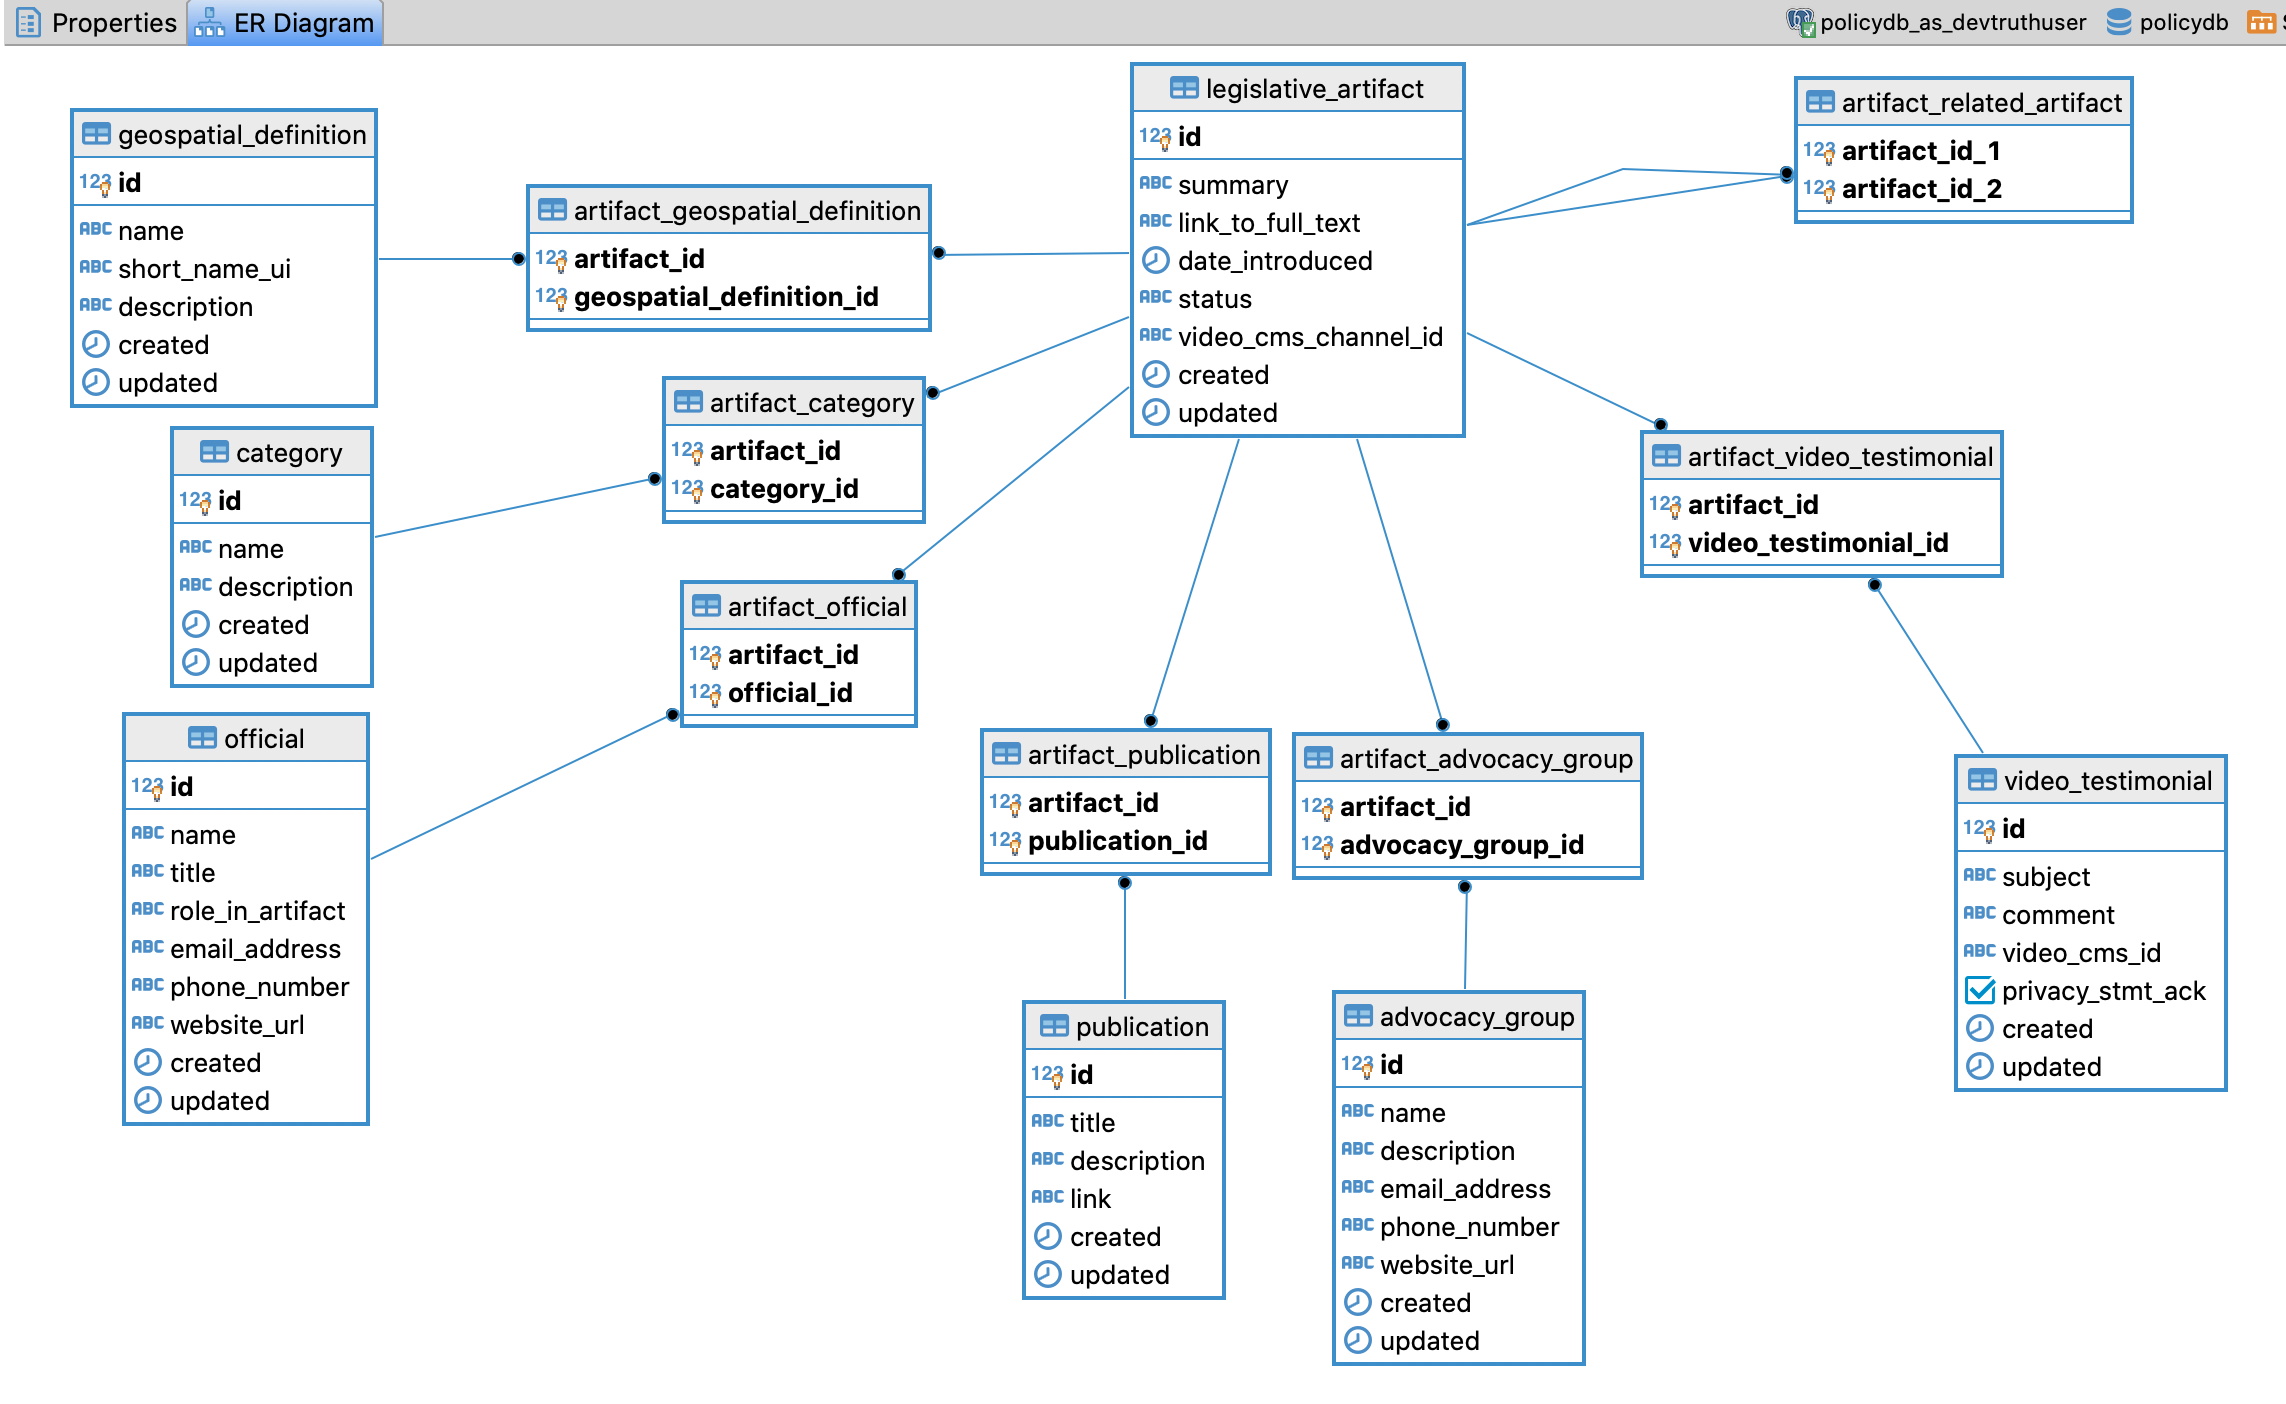 Properties
ER Diagram
policydb_as_devtruthuser
policydb
geospatial_definition
123 id
ABC name
ABC short_name_ui
ABC description
created
updated
category
123 id
ABC name
ABC description
created
updated
official
123 id
ABC name
ABC title
ABC role_in_artifact
ABC email_address
ABC phone_number
ABC website_url
created
updated
artifact_geospatial_definition
123 artifact_id
123 geospatial_definition_id
artifact_category
123 artifact_id
123 category_id
artifact_official
123 artifact_id
123 official_id
legislative_artifact
123 id
ABC summary
ABC link_to_full_text
date_introduced
ABC status
ABC video_cms_channel_id
created
updated
artifact_publication
123 artifact_id
123 publication_id
publication
123 id
ABC title
ABC description
ABC link
created
updated
artifact_advocacy_group
123 artifact_id
123 advocacy_group_id
advocacy_group
123 id
ABC name
ABC description
ABC email_address
ABC phone_number
ABC website_url
created
updated
artifact_related_artifact
123 artifact_id_1
123 artifact_id_2
artifact_video_testimonial
123 artifact_id
123 video_testimonial_id
video_testimonial
123 id
ABC subject
ABC comment
ABC video_cms_id
privacy_stmt_ack
created
updated